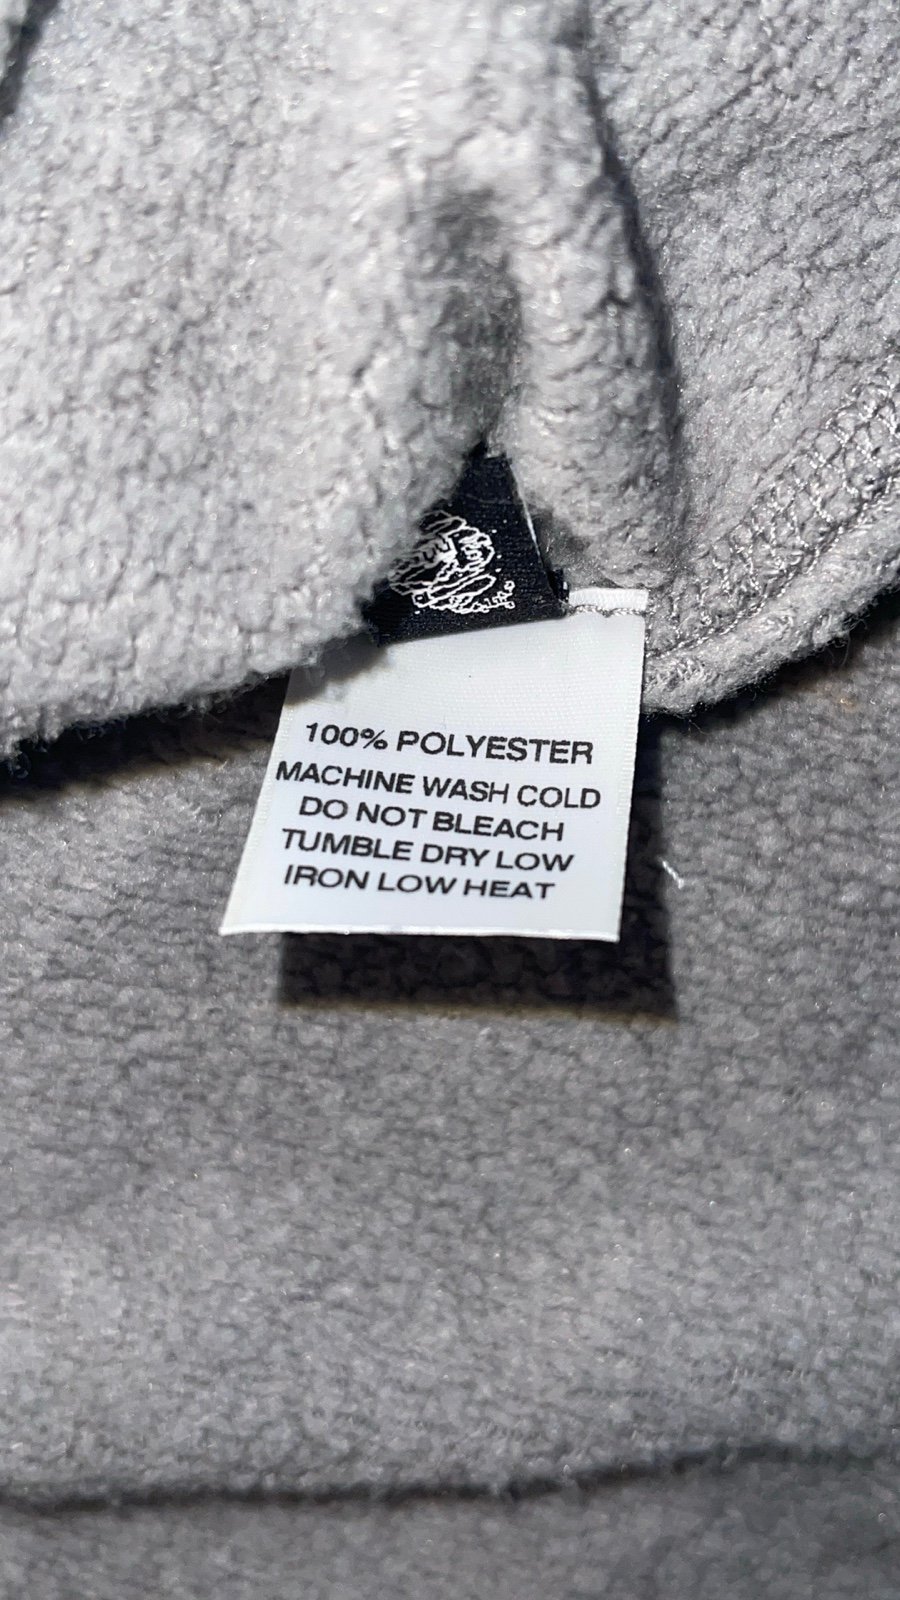 100% POLYESTER
MACHINE WASH COLD
DO NOT BLEACH
TUMBLE DRY LOW
IRON LOW HEAT